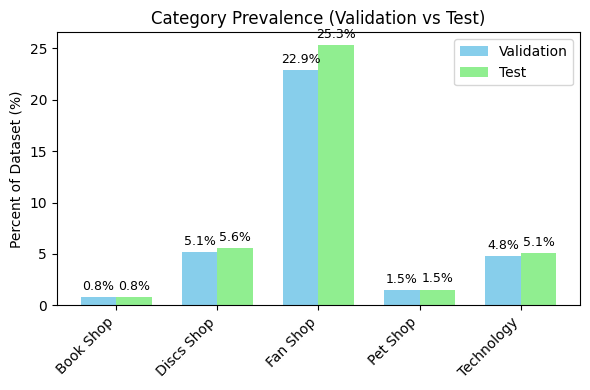 Category Prevalence (Validation vs Test)
Percent of Dataset (%)
25
20
15
10
5
0
Validation
Test
0.8% 0.8%
5.1% 5.6%
22.9% 25.3%
1.5% 1.5%
4.8% 5.1%
Book Shop
Discs Shop
Fan Shop
Pet Shop
Technology